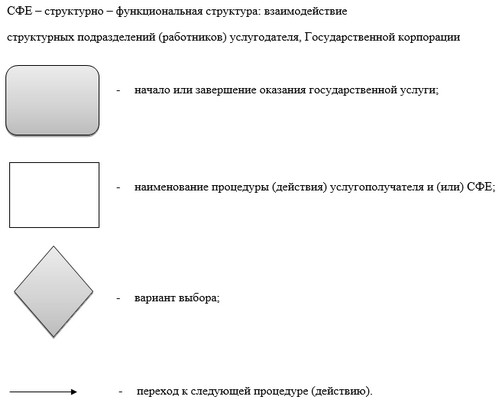 СФЕ – структурно – функциональная структура: взаимодействие
структурных подразделений (работников) услугодателя, Государственной корпорации
- начало или завершение оказания государственной услуги;
- наименование процедуры (действия) услугополучателя и (или) СФЕ;
- вариант выбора;
- переход к следующей процедуре (действию).